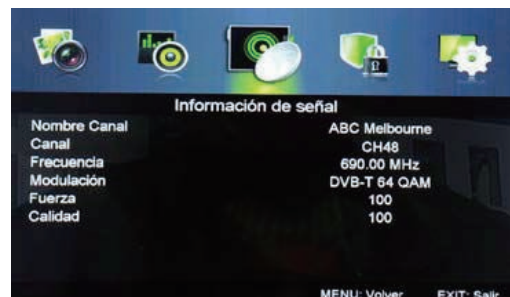 Información de señal
Nombre Canal ABC Melbourne
Canal CH48
Frecuencia 690.00 MHz
Modulación DVB-T 64 QAM
Fuerza 100
Calidad 100
MENU: Volver EXIT: Salir